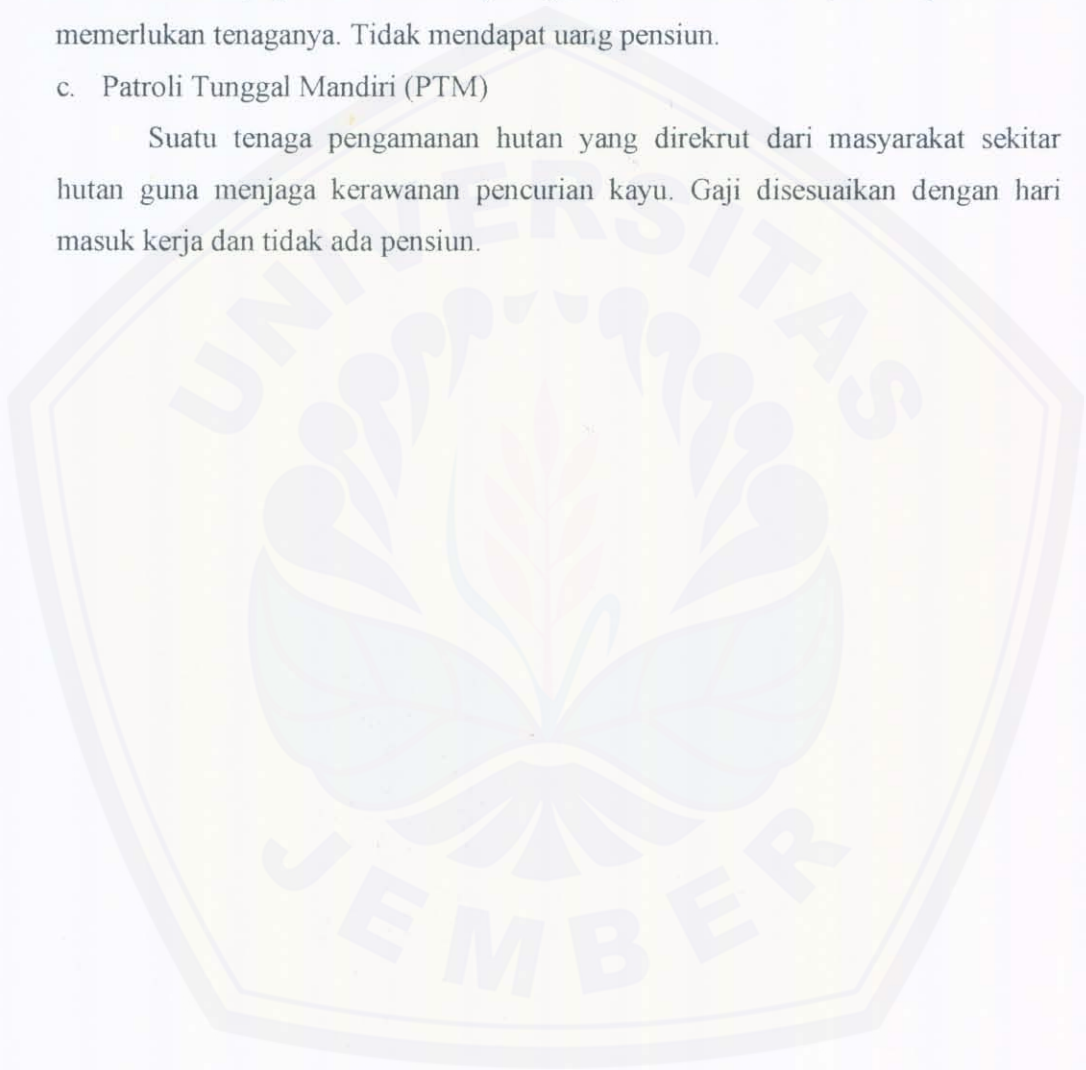 memerlukan tenaganya. Tidak mendapat uang pensiun.
c. Patroli Tunggal Mandiri (PTM)
Suatu tenaga pengamanan hutan yang direkrut dari masyarakat sekitar
hutan guna menjaga kerawanan pencurian kayu. Gaji disesuaikan dengan hari
masuk kerja dan tidak ada pensiun.
UNIVERSITAS
JEMBER